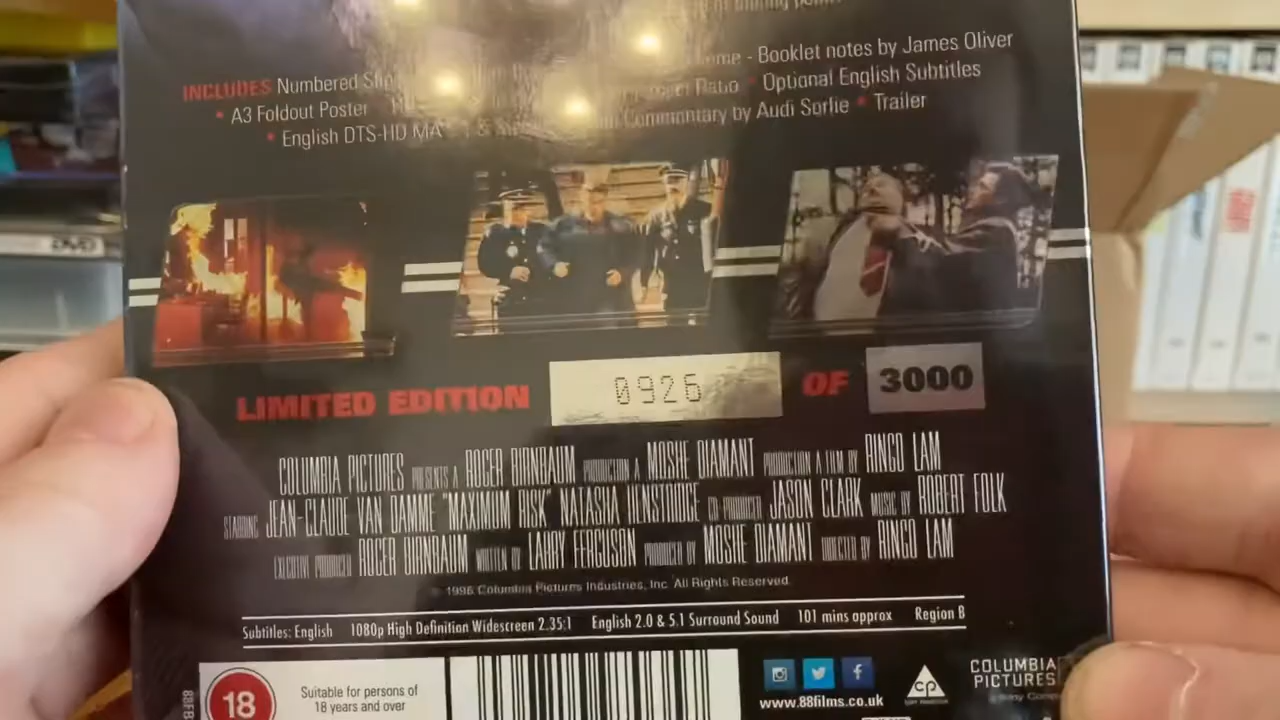 INCLUDES Numbered - Booklet notes by James Oliver
• A3 Foldout Poster Ratio • Optional English Subtitles
• English DTS-HD MA & Commentary by Audi Sorlie • Trailer
DVD
LIMITED EDITION 0926 OF 3000
COLUMBIA PICTURES PRESENTS A ROGER BIRNBAUM PRODUCTION A MOSHE DIAMANT PRODUCTION A FILM BY RINGO LAM
STARRING JEAN-CLAUDE VAN DAMME "MAXIMUM RISK" NATASHA HENSTRIDGE CO-PRODUCER JASON CLARK MUSIC BY ROBERT FOLK
EXECUTIVE PRODUCER ROGER BIRNBAUM WRITTEN BY LARRY FERGUSON PRODUCED BY MOSHE DIAMANT DIRECTED BY RINGO LAM
© 1996 Columbia Pictures Industries, Inc. All Rights Reserved.
Subtitles: English 1080p High Definition Widescreen 2.35:1 English 2.0 & 5.1 Surround Sound 101 mins approx Region B
18
Suitable for persons of
18 years and over
88FB
www.88films.co.uk
COLUMBIA
PICTURES
a Sony Company